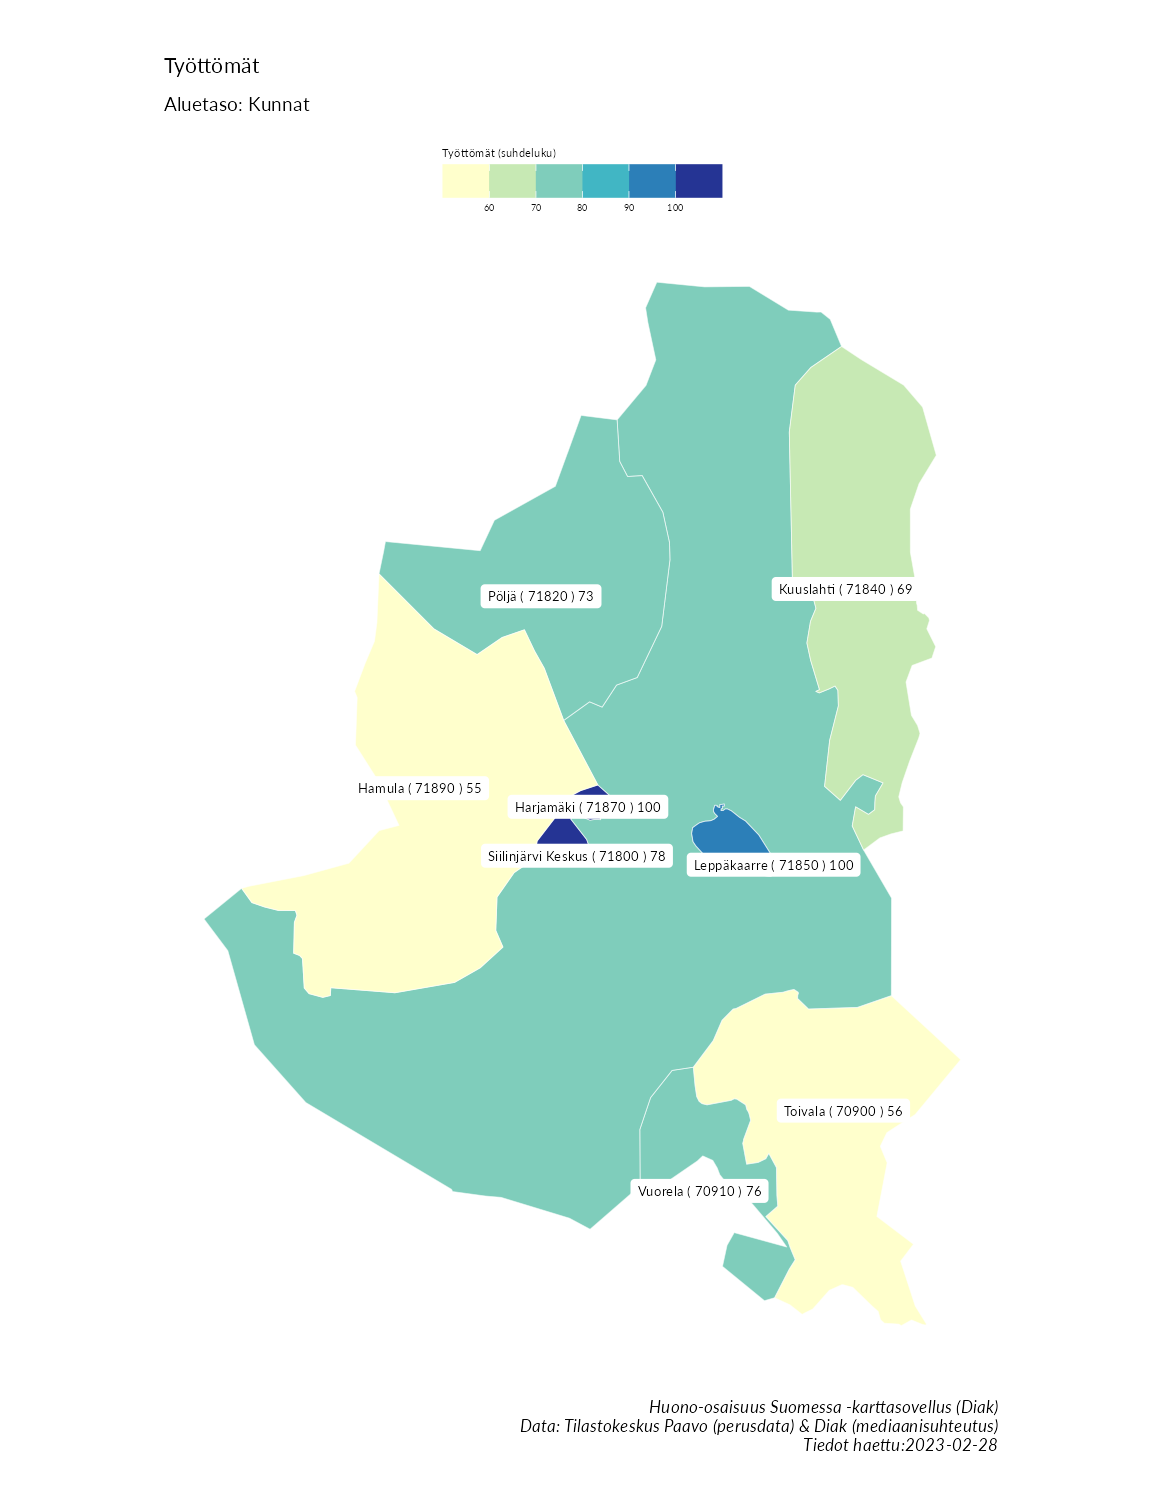 Työttömät
Aluetaso: Kunnat
Työttömät (suhdeluku)
60 70 80 90 100
Kuuslahti ( 71840 ) 69
Pöljä ( 71820 ) 73
Hamula ( 71890 ) 55
Harjamäki ( 71870 ) 100
Siilinjärvi Keskus ( 71800 ) 78
Leppäkaarre ( 71850 ) 100
Toivala ( 70900 ) 56
Vuorela ( 70910 ) 76
Huono-osaisuus Suomessa -karttasovellus (Diak)
Data: Tilastokeskus Paavo (perusdata) & Diak (mediaanisuhteutus)
Tiedot haettu:2023-02-28